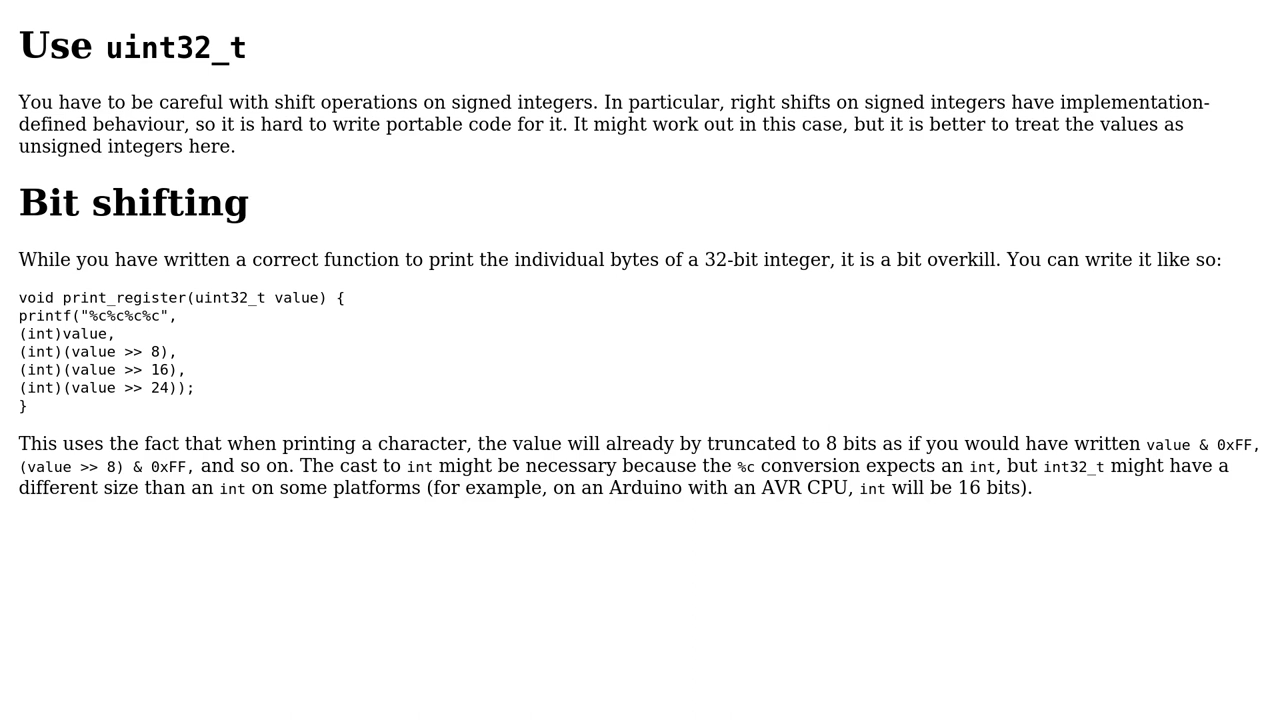 Use uint32_t
You have to be careful with shift operations on signed integers. In particular, right shifts on signed integers have implementation-
defined behaviour, so it is hard to write portable code for it. It might work out in this case, but it is better to treat the values as
unsigned integers here.
Bit shifting
While you have written a correct function to print the individual bytes of a 32-bit integer, it is a bit overkill. You can write it like so:
void print_register(uint32_t value) {
printf("%c%c%c%c",
(int)value,
(int)(value >> 8),
(int)(value >> 16),
(int)(value >> 24));
}
This uses the fact that when printing a character, the value will already by truncated to 8 bits as if you would have written value & 0xFF,
(value >> 8) & 0xFF, and so on. The cast to int might be necessary because the %c conversion expects an int, but int32_t might have a
different size than an int on some platforms (for example, on an Arduino with an AVR CPU, int will be 16 bits).